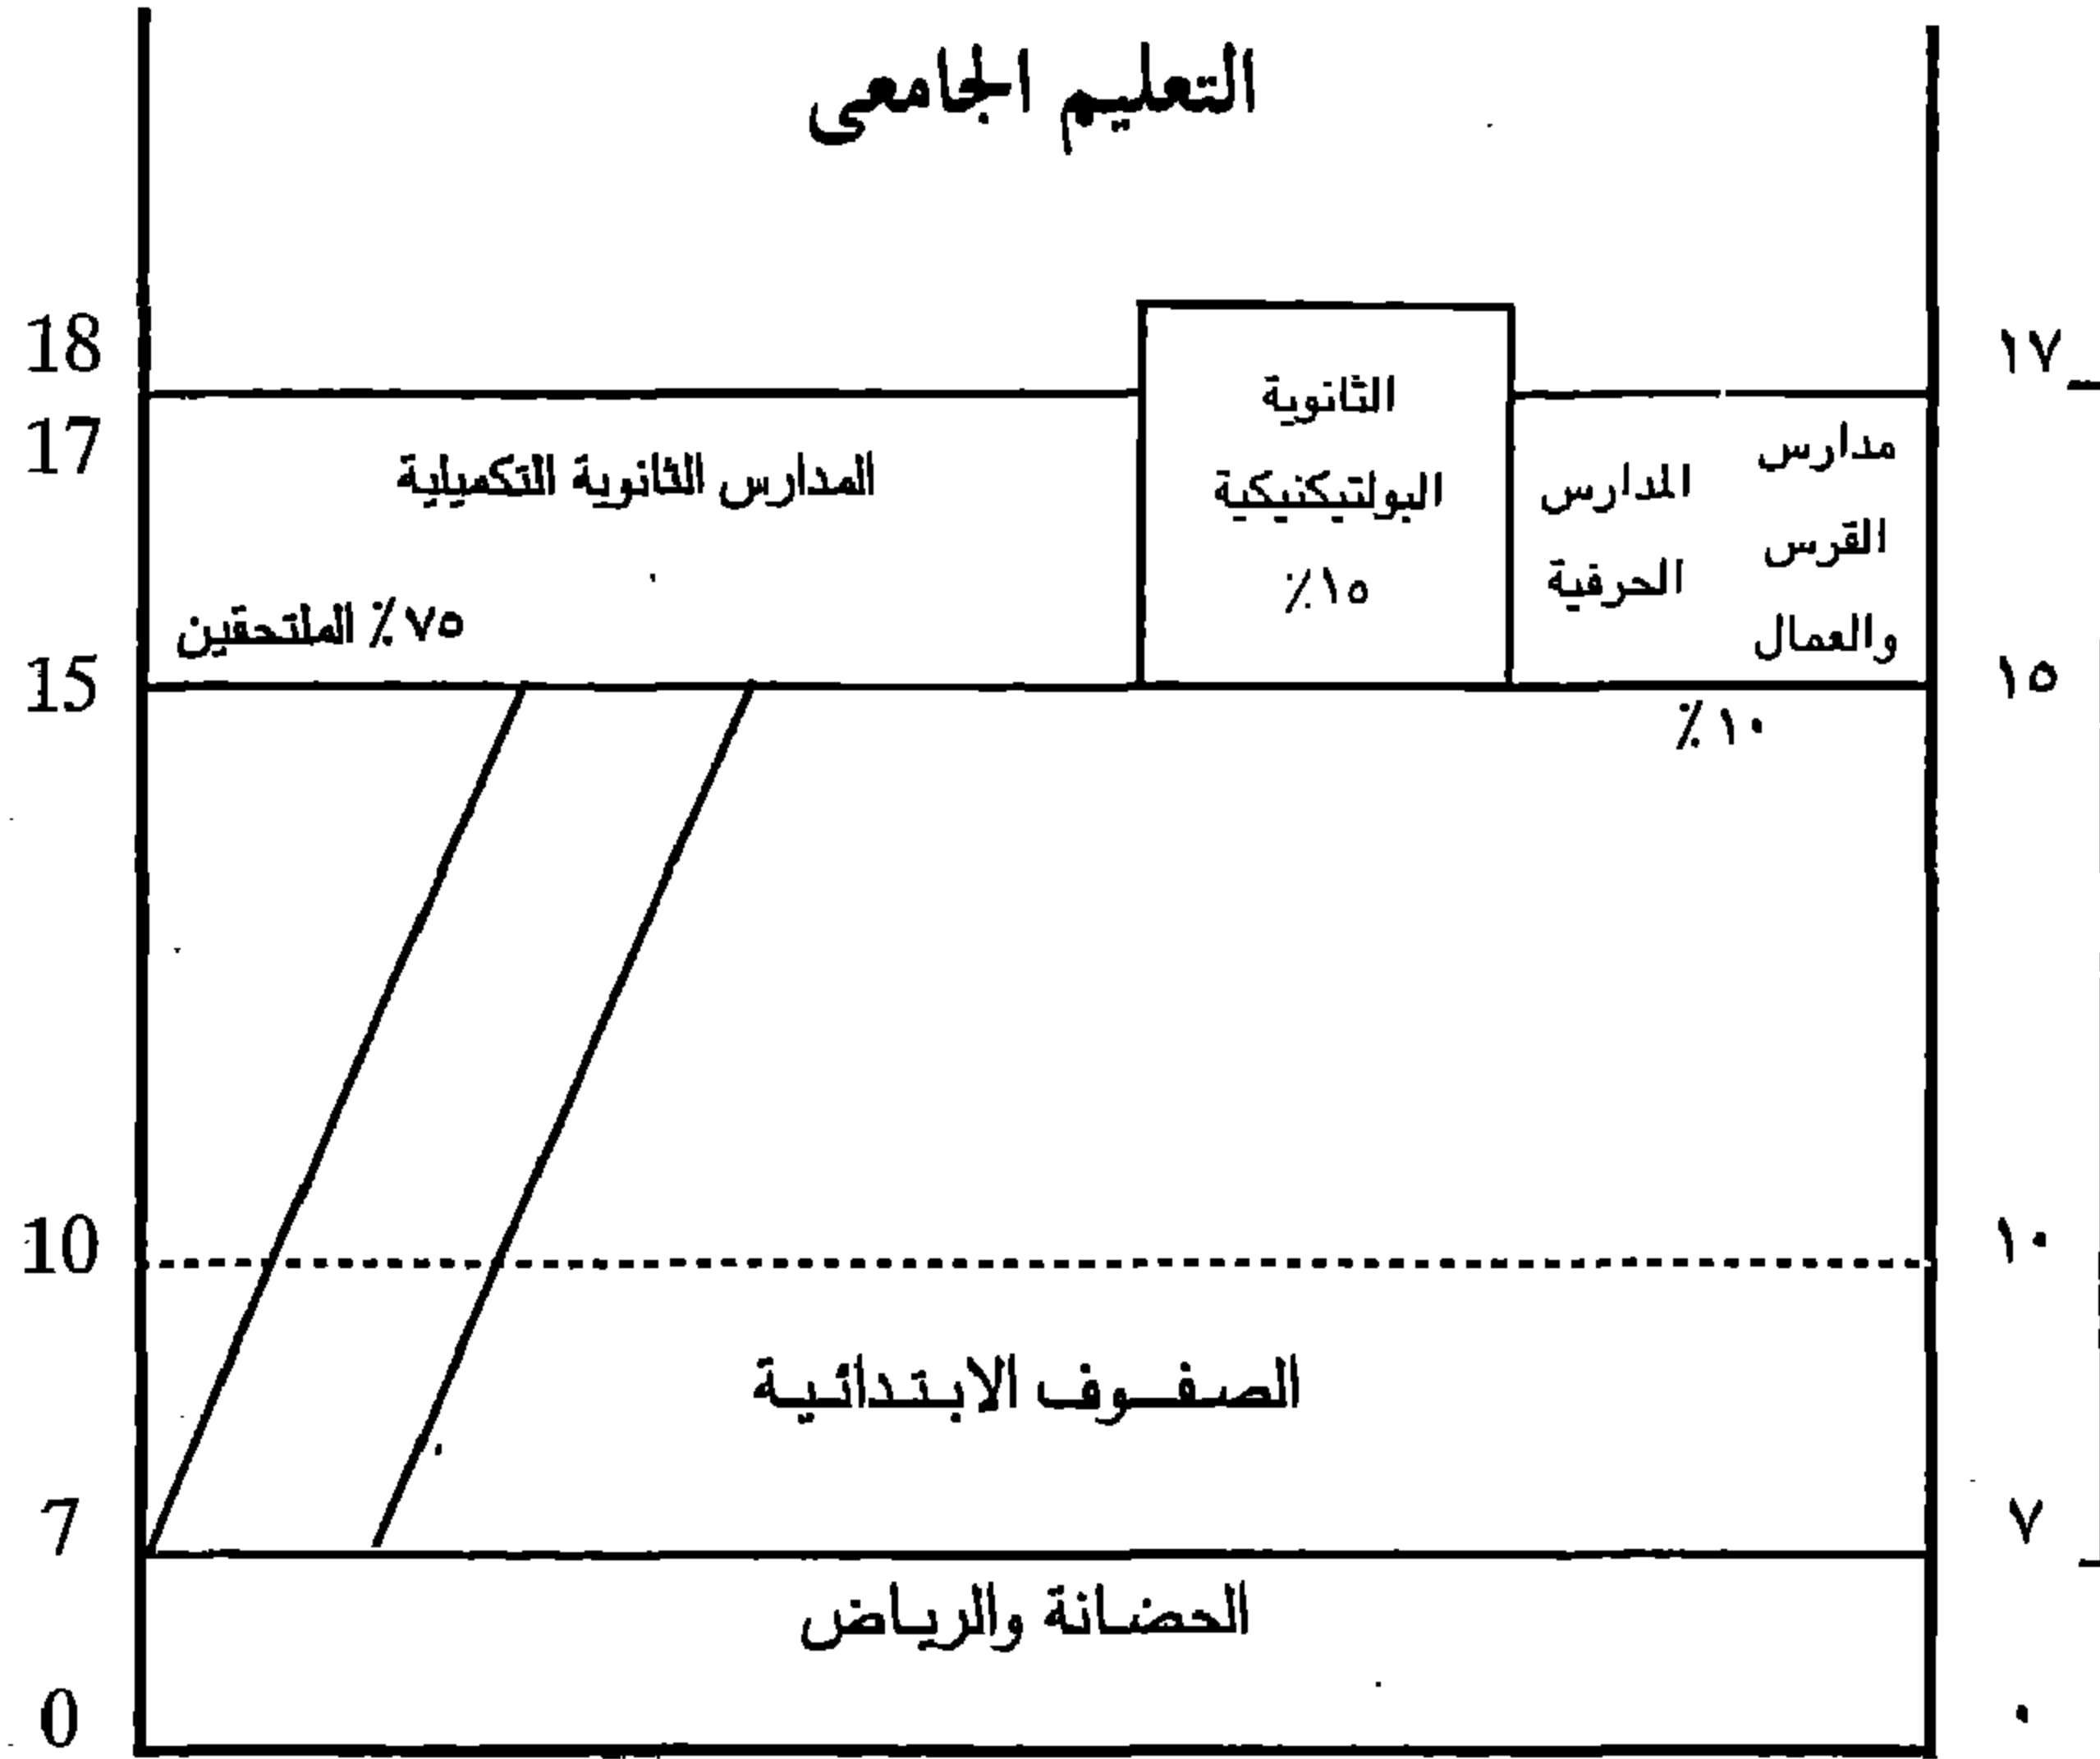 التعليم الجامعى
18
١٧
17
المدارس الثانوية التكميلية
٧٥٪ الملتحقين
الثانوية
البولتيكنيكية
١٥٪
المدارس
الحرفية
مدارس
القرس
والعمال
15
١٥
١٠٪
10
١٠
الصفوف الابتدائية
7
٧
الحضانة والرياض
0
٠